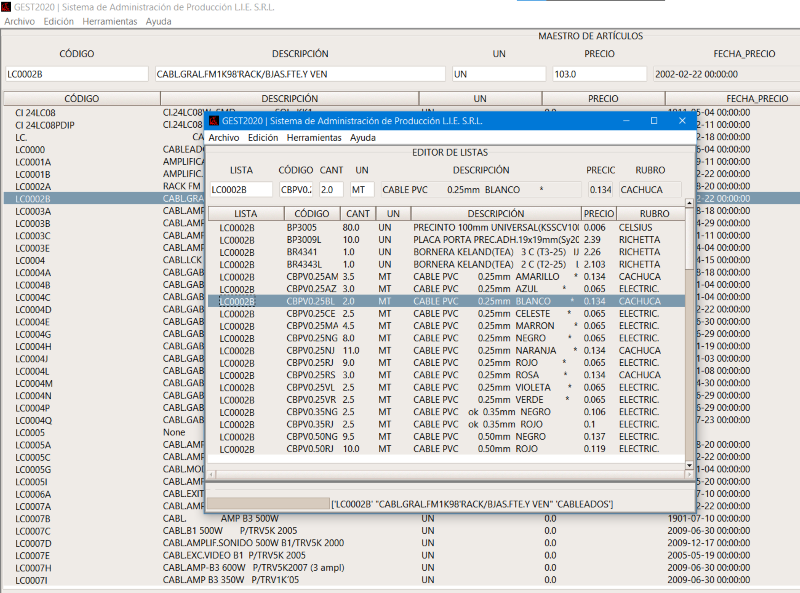 GEST2020 | Sistema de Administración de Producción L.I.E. S.R.L.
Archivo Edición Herramientas Ayuda
MAESTRO DE ARTÍCULOS
CÓDIGO DESCRIPCIÓN UN PRECIO FECHA_PRECIO
LC0002B CABL.GRAL.FM1K98'RACK/BJAS.FTE.Y VEN UN 103.0 2002-02-22 00:00:00
CÓDIGO DESCRIPCIÓN UN PRECIO FECHA_PRECIO
CI 24LC08
CI 24LC08PDIP
LC.
LC0000
LC0001A
LC0001B
LC0002A RACK FM
LC0002B CABL.GRAL
LC0003A CABL.AMP
LC0003B CABL.AMP
LC0003C CABL.AMP
LC0003E CABL.AMP
LC0004 CABL.LCK
LC0004A CABL.GAB
LC0004B CABL.GAB
LC0004C CABL.GAB
LC0004D CABL.GAB
LC0004E CABL.GAB
LC0004G CABL.GAB
LC0004H CABL.GAB
LC0004J CABL.GAB
LC0004L CABL.GAB
LC0004M CABL.GAB
LC0004N CABL.GAB
LC0004P CABL.GAB
LC0004Q CABL.GAB
LC0005 None
LC0005A CABL.AMP
LC0005C CABL.AMP
LC0005G CABL.MOD
LC0005I CABL.AMP
LC0006A CABL.EXIT
LC0007A CABL.AMP
LC0007B CABL. AMP B3 500W UN 0.0 1901-07-10 00:00:00
LC0007C CABL.B1 500W P/TRV5K 2005 UN 0.0 2009-06-30 00:00:00
LC0007D CABL.AMPLIF.SONIDO 500W B1/TRV5K 2000 UN 0.0 2009-12-17 00:00:00
LC0007E CABL.EXC.VIDEO B1 P/TRV5K 2005 UN 0.0 2005-05-19 00:00:00
LC0007H CABL.AMP-B3 600W P/TRV5K2007 (3 ampl) UN 0.0 2009-06-30 00:00:00
LC0007I CABL.AMP B3 350W P/TRV1K'05 UN 0.0 2009-06-30 00:00:00
GEST2020 | Sistema de Administración de Producción L.I.E. S.R.L.
Archivo Edición Herramientas Ayuda
EDITOR DE LISTAS
LISTA CÓDIGO CANT UN DESCRIPCIÓN PRECIC RUBRO
LC0002B CBPV0.2 2.0 MT CABLE PVC 0.25mm BLANCO * 0.134 CACHUCA
LISTA CÓDIGO CANT UN DESCRIPCIÓN PRECIO RUBRO
LC0002B BP3005 80.0 UN PRECINTO 100mm UNIVERSAL(KSSCV100 0.006 CELSIUS
LC0002B BP3009L 10.0 UN PLACA PORTA PREC.ADH.19x19mm(Sy20 2.39 RICHETTA
LC0002B BR4341 1.0 UN BORNERA KELAND(TEA) 3 C (T3-25) 2.26 RICHETTA
LC0002B BR4343L 1.0 UN BORNERA KELAND(TEA) 2 C (T2-25) 2.103 RICHETTA
LC0002B CBPV0.25AM 3.5 MT CABLE PVC 0.25mm AMARILLO * 0.134 CACHUCA
LC0002B CBPV0.25AZ 3.0 MT CABLE PVC 0.25mm AZUL * 0.065 ELECTRIC.
LC0002B CBPV0.25BL 2.0 MT CABLE PVC 0.25mm BLANCO * 0.134 CACHUCA
LC0002B CBPV0.25CE 2.5 MT CABLE PVC 0.25mm CELESTE * 0.065 ELECTRIC.
LC0002B CBPV0.25MA 4.5 MT CABLE PVC 0.25mm MARRON * 0.065 ELECTRIC.
LC0002B CBPV0.25NG 8.0 MT CABLE PVC 0.25mm NEGRO * 0.065 ELECTRIC.
LC0002B CBPV0.25NJ 11.0 MT CABLE PVC 0.25mm NARANJA * 0.134 CACHUCA
LC0002B CBPV0.25RJ 9.0 MT CABLE PVC 0.25mm ROJO * 0.065 ELECTRIC.
LC0002B CBPV0.25RS 3.0 MT CABLE PVC 0.25mm ROSA * 0.134 CACHUCA
LC0002B CBPV0.25VL 2.5 MT CABLE PVC 0.25mm VIOLETA * 0.065 ELECTRIC.
LC0002B CBPV0.25VR 2.5 MT CABLE PVC 0.25mm VERDE * 0.065 ELECTRIC.
LC0002B CBPV0.35NG 2.5 MT CABLE PVC ok 0.35mm NEGRO 0.106 ELECTRIC.
LC0002B CBPV0.35RJ 2.5 MT CABLE PVC ok 0.35mm ROJO 0.1 ELECTRIC.
LC0002B CBPV0.50NG 9.5 MT CABLE PVC 0.50mm NEGRO 0.137 ELECTRIC.
LC0002B CBPV0.50RJ 10.0 MT CABLE PVC 0.50mm ROJO 0.119 ELECTRIC.
['LC0002B' "CABL.GRAL.FM1K98'RACK/BJAS.FTE.Y VEN" 'CABLEADOS']